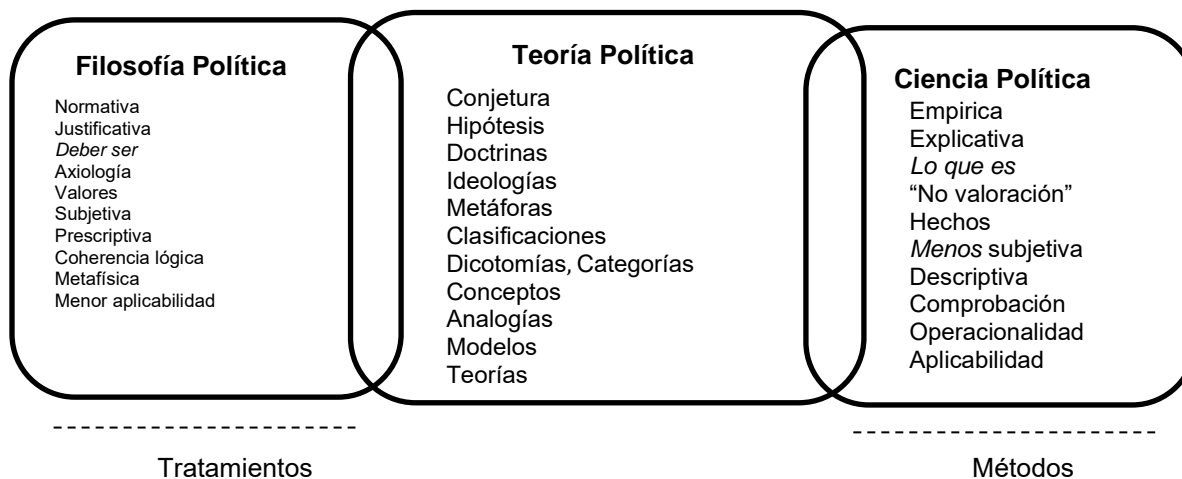 Filosofía Política
Normativa
Justificativa
Deber ser
Axiología
Valores
Subjetiva
Prescriptiva
Coherencia lógica
Metafísica
Menor aplicabilidad
Teoría Política
Conjetura
Hipótesis
Doctrinas
Ideologías
Metáforas
Clasificaciones
Dicotomías, Categorías
Conceptos
Analogías
Modelos
Teorías
Ciencia Política
Empirica
Explicativa
Lo que es
“No valoración”
Hechos
Menos subjetiva
Descriptiva
Comprobación
Operacionalidad
Aplicabilidad
Tratamientos
Métodos